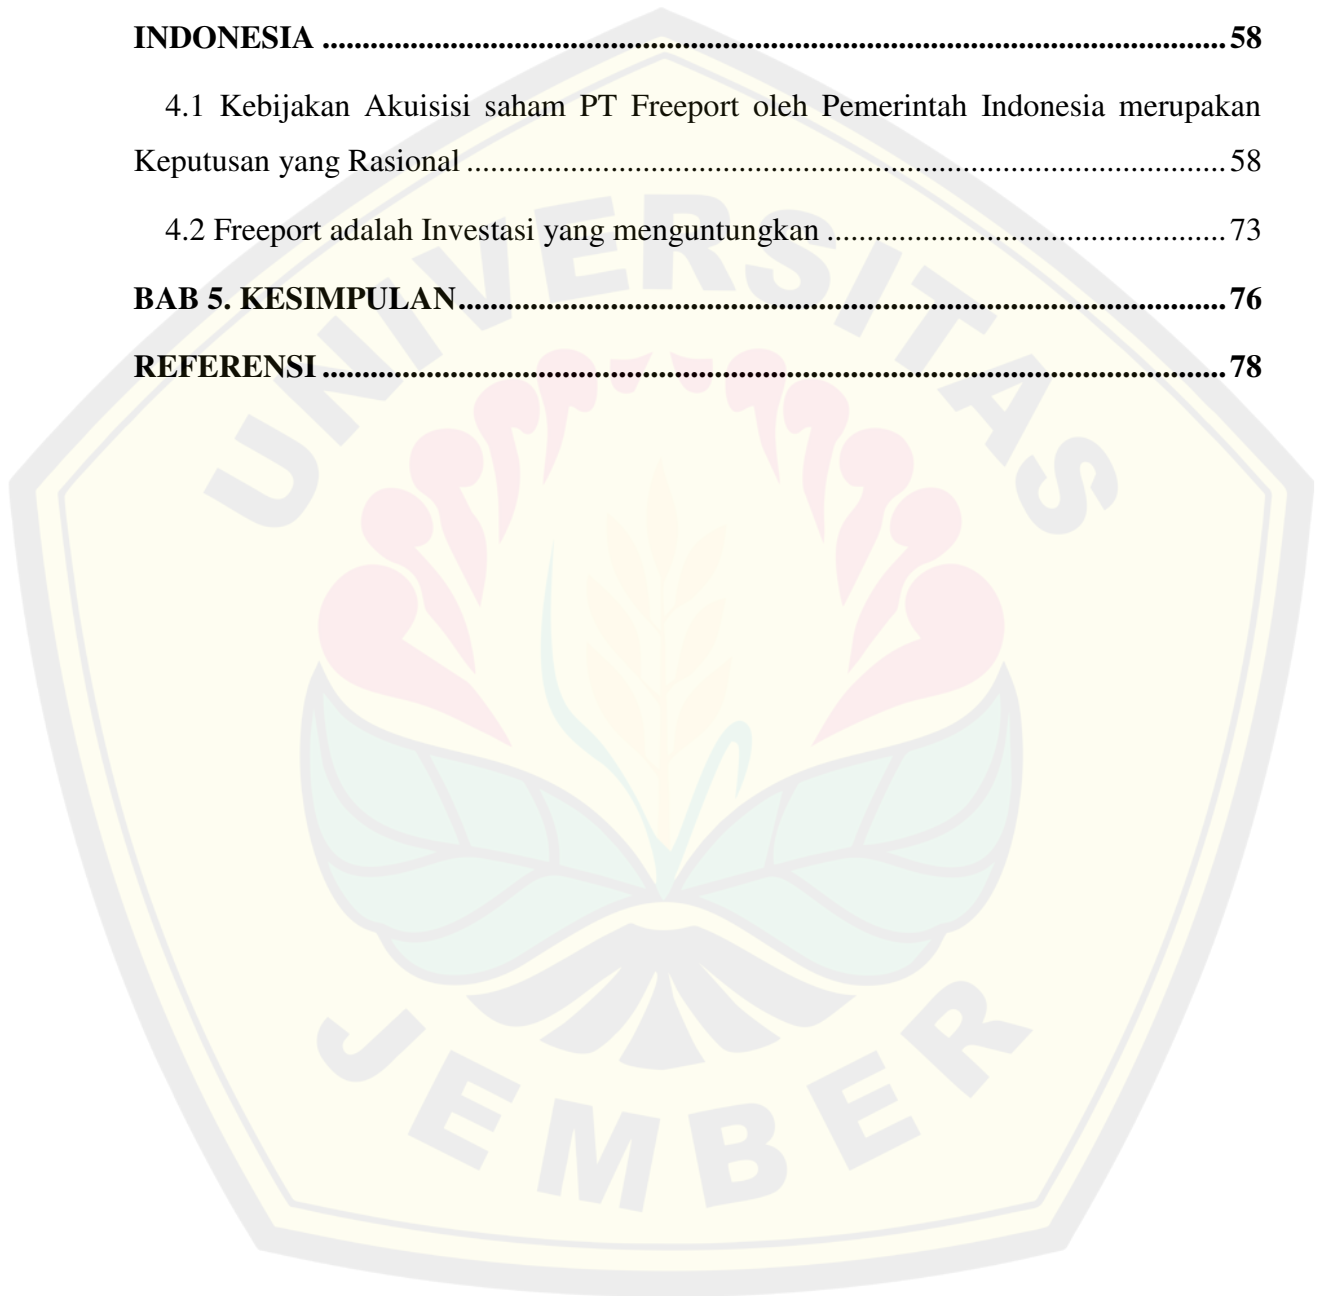 INDONESIA ........................................................................................................................ 58
4.1 Kebijakan Akuisisi saham PT Freeport oleh Pemerintah Indonesia merupakan
Keputusan yang Rasional ................................................................................................ 58
4.2 Freeport adalah Investasi yang menguntungkan .................................................. 73
BAB 5. KESIMPULAN ................................................................................................. 76
REFERENSI ................................................................................................................... 78
UNIVERSITAS
JEMBER